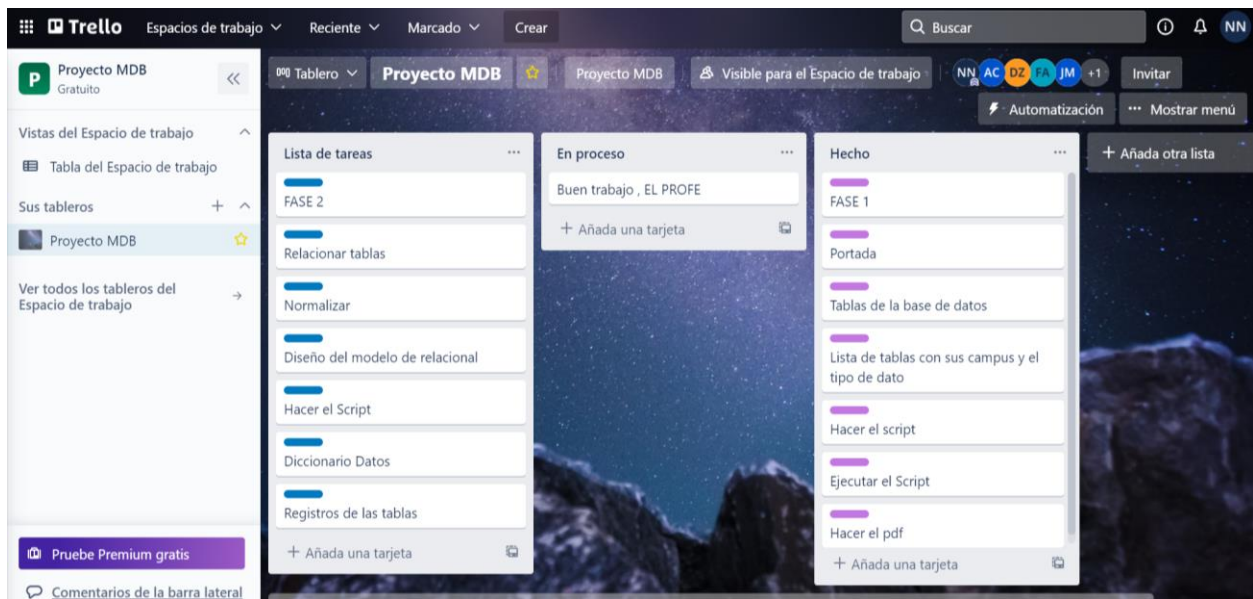 Trello Espacios de trabajo Reciente Marcado Crear Buscar NN
P Proyecto MDB
Gratuito
Vistas del Espacio de trabajo
Tabla del Espacio de trabajo
Sus tableros
Proyecto MDB
Ver todos los tableros del
Espacio de trabajo
Pruebe Premium gratis
Comentarios de la barra lateral
Tablero Proyecto MDB Proyecto MDB Visible para el Espacio de trabajo NN AC DZ FA JM +1 Invitar
Automatización Mostrar menú
Lista de tareas
FASE 2
Relacionar tablas
Normalizar
Diseño del modelo de relacional
Hacer el Script
Diccionario Datos
Registros de las tablas
+ Añada una tarjeta
En proceso
Buen trabajo , EL PROFE
+ Añada una tarjeta
Hecho
FASE 1
Portada
Tablas de la base de datos
Lista de tablas con sus campus y el
tipo de dato
Hacer el script
Ejecutar el Script
Hacer el pdf
+ Añada una tarjeta
+ Añada otra lista